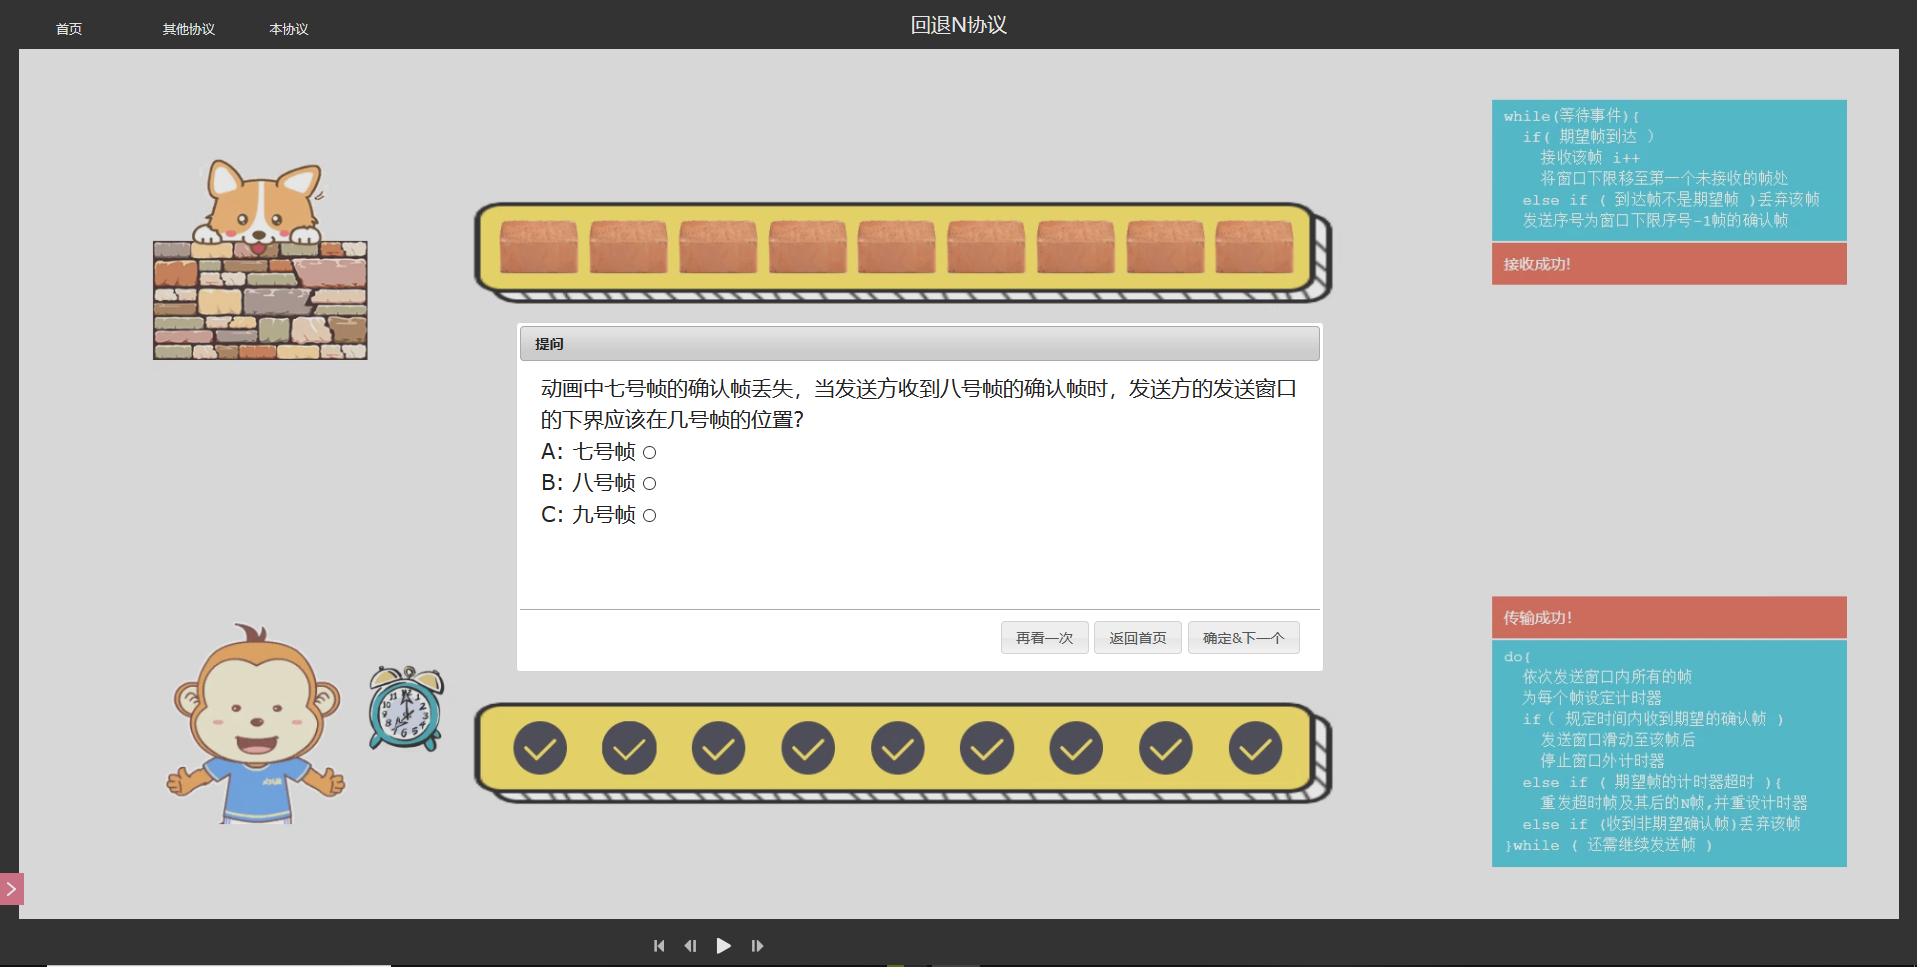 首页
其他协议
本协议
回退N协议
while(等待事件){
if( 期望帧到达 )
接收该帧 i++
将窗口下限移至第一个未接收的帧处
else if ( 到达帧不是期望帧 )丢弃该帧
发送序号为窗口下限序号-1帧的确认帧
接收成功!
提问
动画中七号帧的确认帧丢失，当发送方收到八号帧的确认帧时，发送方的发送窗口
的下界应该在几号帧的位置?
A: 七号帧
B: 八号帧
C: 九号帧
再看一次
返回首页
确定&下一个
传输成功!
do{
依次发送窗口内所有的帧
为每个帧设定计时器
if( 规定时间内收到期望的确认帧 )
发送窗口滑动至该帧后
停止窗口外计时器
else if ( 期望帧的计时器超时 ){
重发超时帧及其后的N帧,并重设计时器
else if (收到非期望确认帧)丢弃该帧
}while ( 还需继续发送帧 )